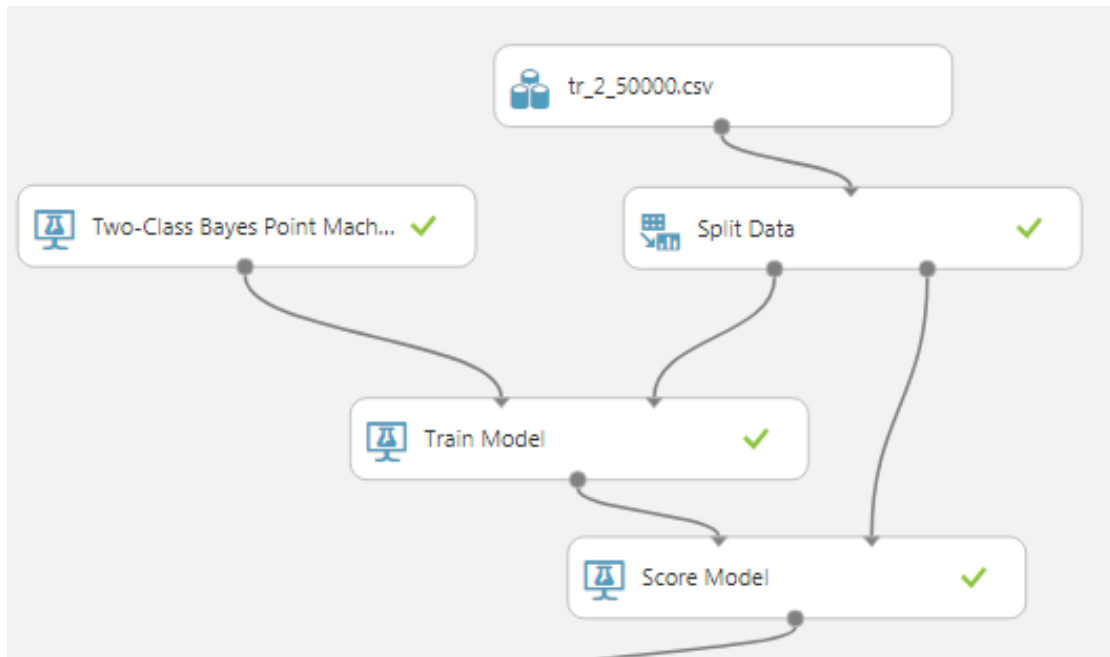 tr_2_50000.csv
Two-Class Bayes Point Mach...
Split Data
Train Model
Score Model